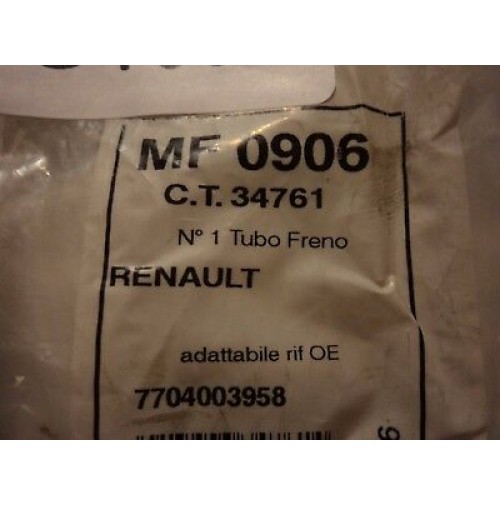 MF 0906
C.T. 34761
N° 1 Tubo Freno
RENAULT
adattabile rif OE
7704003958